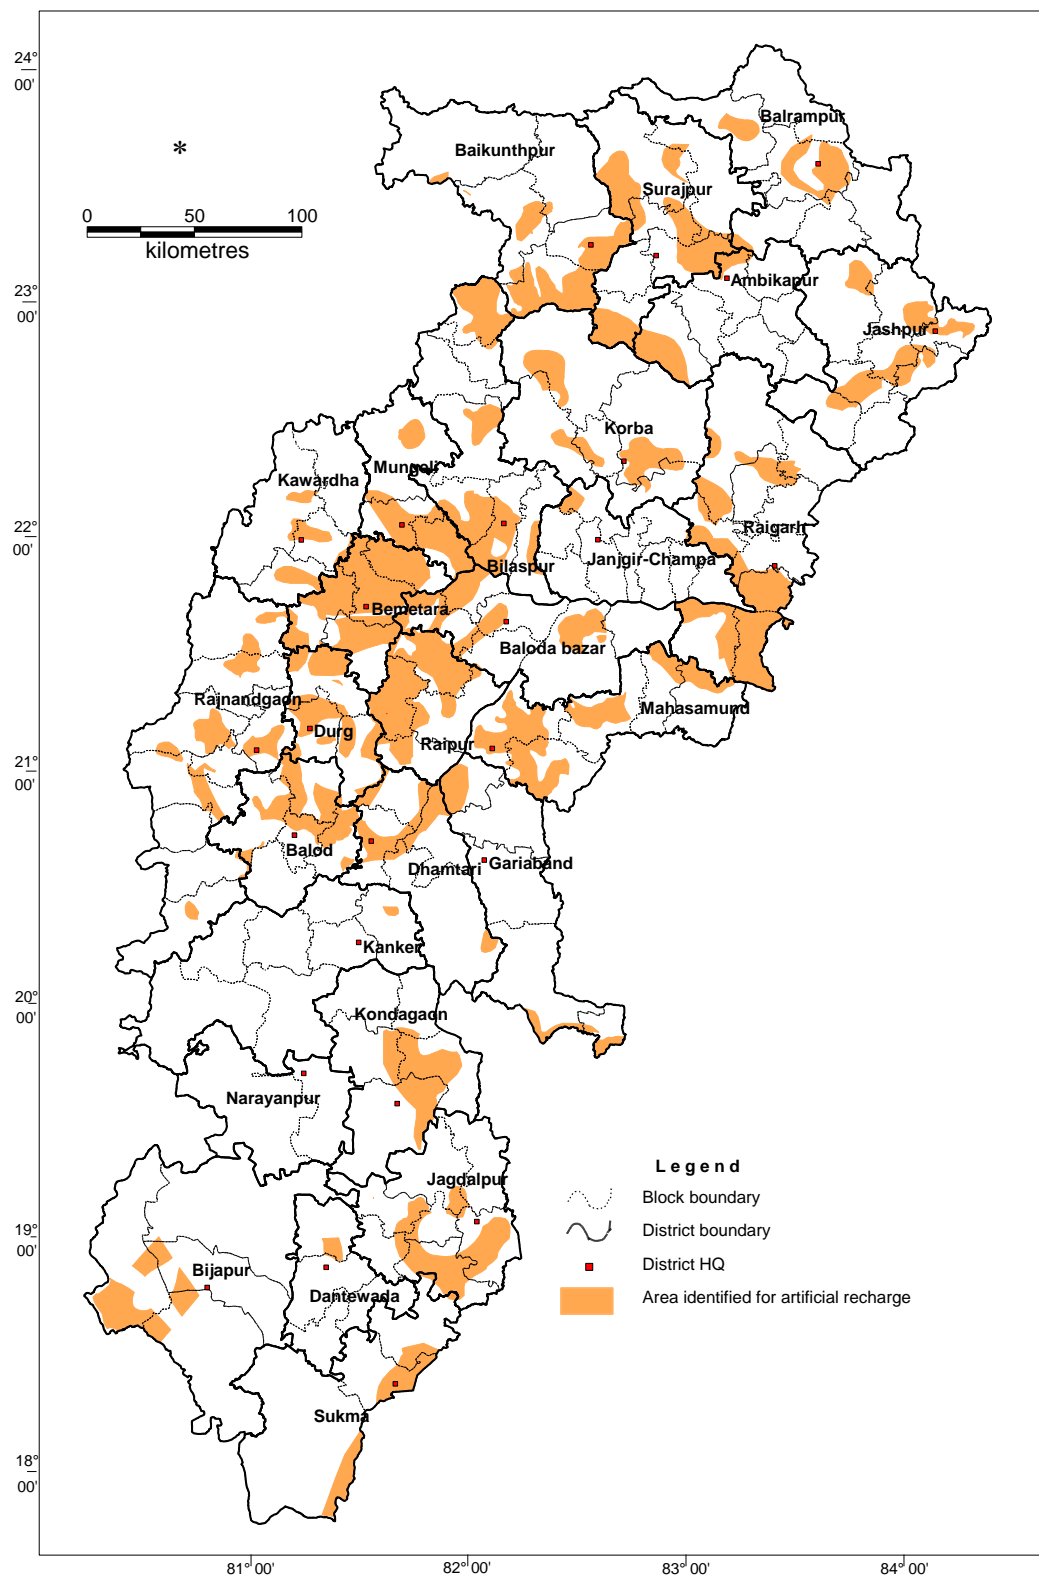 24°
00'
Balrampur
Baikunthpur
*
Surajpur
0 50 100
kilometres
Ambikapur
23°
00'
Jashpur
Korba
Mungeli
Kawardha
22°
00'
Raigarh
Bilaspur
Janjgir-Champa
Bemetara
Baloda bazar
Rajnandgaon
Mahasamund
Durg
Raipur
21°
00'
Balod
Dhamtari
Gariaband
Kanker
20°
00'
Kondagaon
Narayanpur
Legend
Jagdalpur
Block boundary
19°
00'
District boundary
Bijapur
District HQ
Dantewada
Area identified for artificial recharge
Sukma
18°
00'
81° 00' 82° 00' 83° 00' 84° 00'